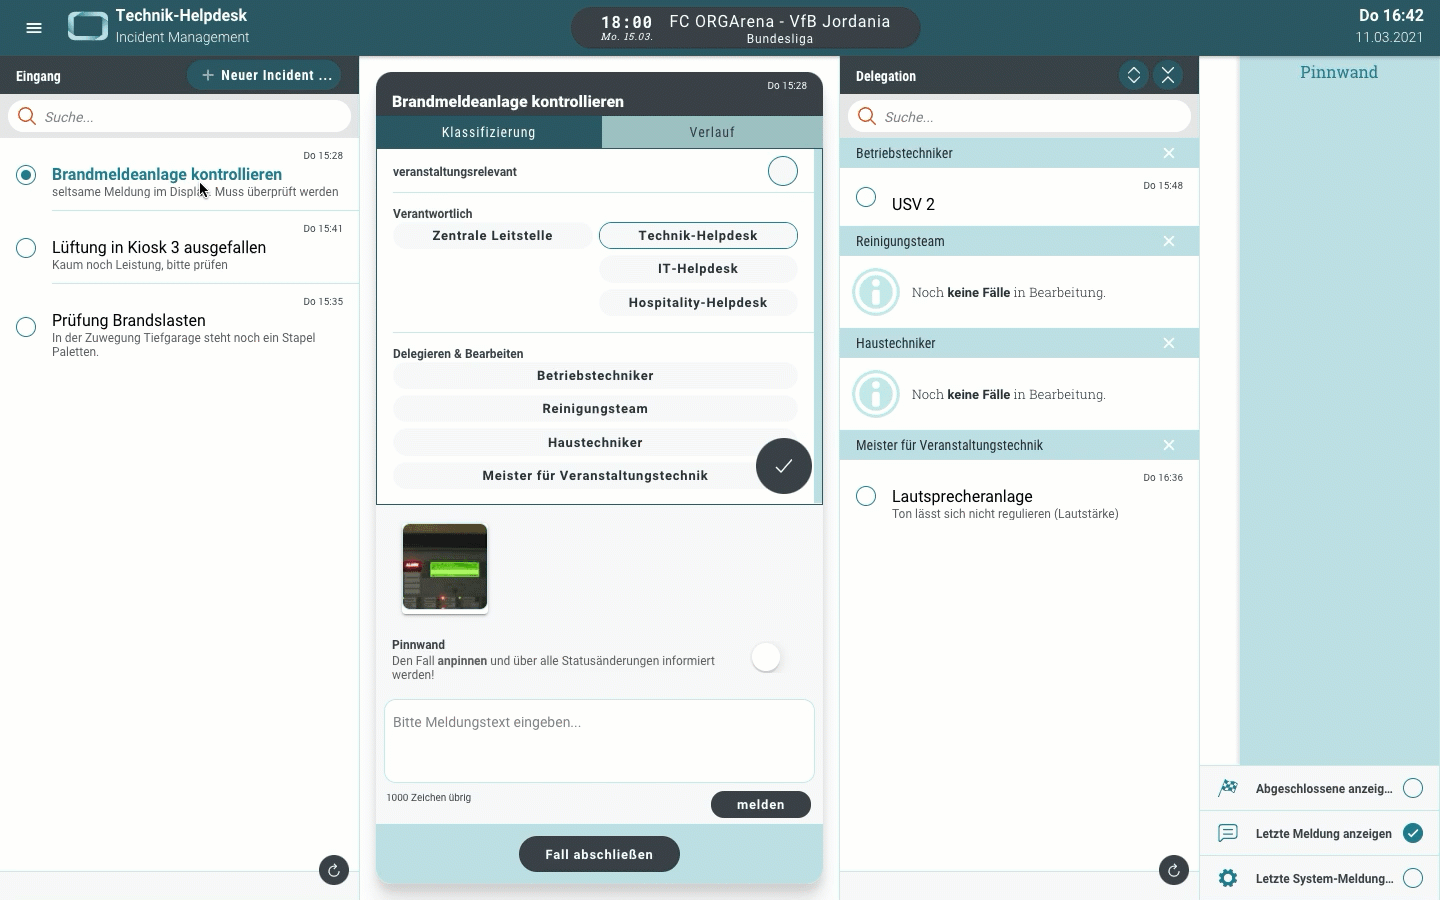 Technik-Helpdesk
Incident Management
18:00
Mo. 15.03.
FC ORGArena - VfB Jordania
Bundesliga
Do 16:42
11.03.2021
Eingang
+ Neuer Incident ...
Suche...
Do 15:28
Brandmeldeanlage kontrollieren
seltsame Meldung im Display. Muss überprüft werden
Do 15:41
Lüftung in Kiosk 3 ausgefallen
Kaum noch Leistung, bitte prüfen
Do 15:35
Prüfung Brandslasten
In der Zuwegung Tiefgarage steht noch ein Stapel
Paletten.
Do 15:28
Brandmeldeanlage kontrollieren
Klassifizierung
Verlauf
veranstaltungsrelevant
Verantwortlich
Zentrale Leitstelle
Technik-Helpdesk
IT-Helpdesk
Hospitality-Helpdesk
Delegieren & Bearbeiten
Betriebstechniker
Reinigungsteam
Haustechniker
Meister für Veranstaltungstechnik
Pinnwand
Den Fall anpinnen und über alle Statusänderungen informiert
werden!
Bitte Meldungstext eingeben...
1000 Zeichen übrig
melden
Fall abschließen
Delegation
Suche...
Betriebstechniker
Do 15:48
USV 2
Reinigungsteam
Noch keine Fälle in Bearbeitung.
Haustechniker
Noch keine Fälle in Bearbeitung.
Meister für Veranstaltungstechnik
Do 16:36
Lautsprecheranlage
Ton lässt sich nicht regulieren (Lautstärke)
Pinnwand
Abgeschlossene anzeig...
Letzte Meldung anzeigen
Letzte System-Meldung...